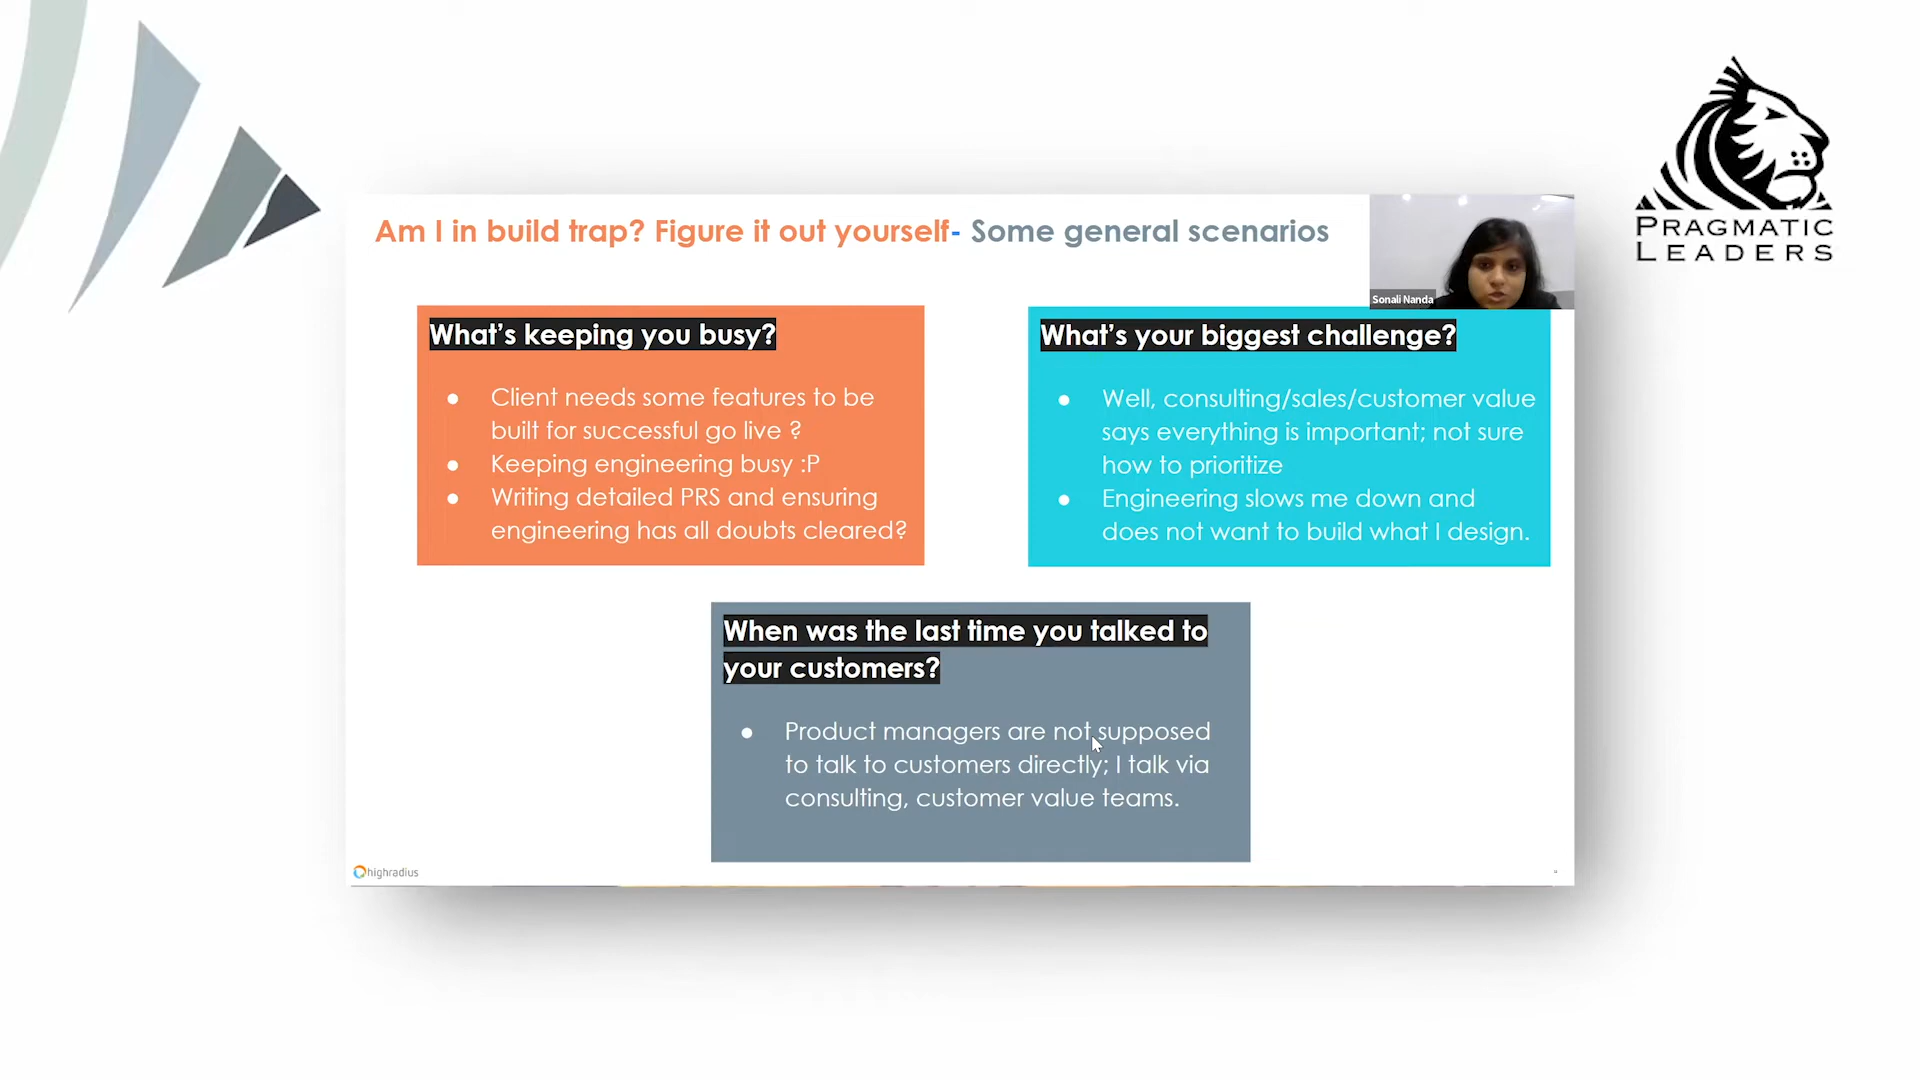 Am I in build trap? Figure it out yourself- Some general scenarios
Sonali Nanda
PRAGMATIC
LEADERS
What's keeping you busy?
● Client needs some features to be
built for successful go live ?
● Keeping engineering busy :P
● Writing detailed PRS and ensuring
engineering has all doubts cleared?
What's your biggest challenge?
● Well, consulting/sales/customer value
says everything is important; not sure
how to prioritize
● Engineering slows me down and
does not want to build what I design.
When was the last time you talked to
your customers?
● Product managers are not supposed
to talk to customers directly; I talk via
consulting, customer value teams.
highradius